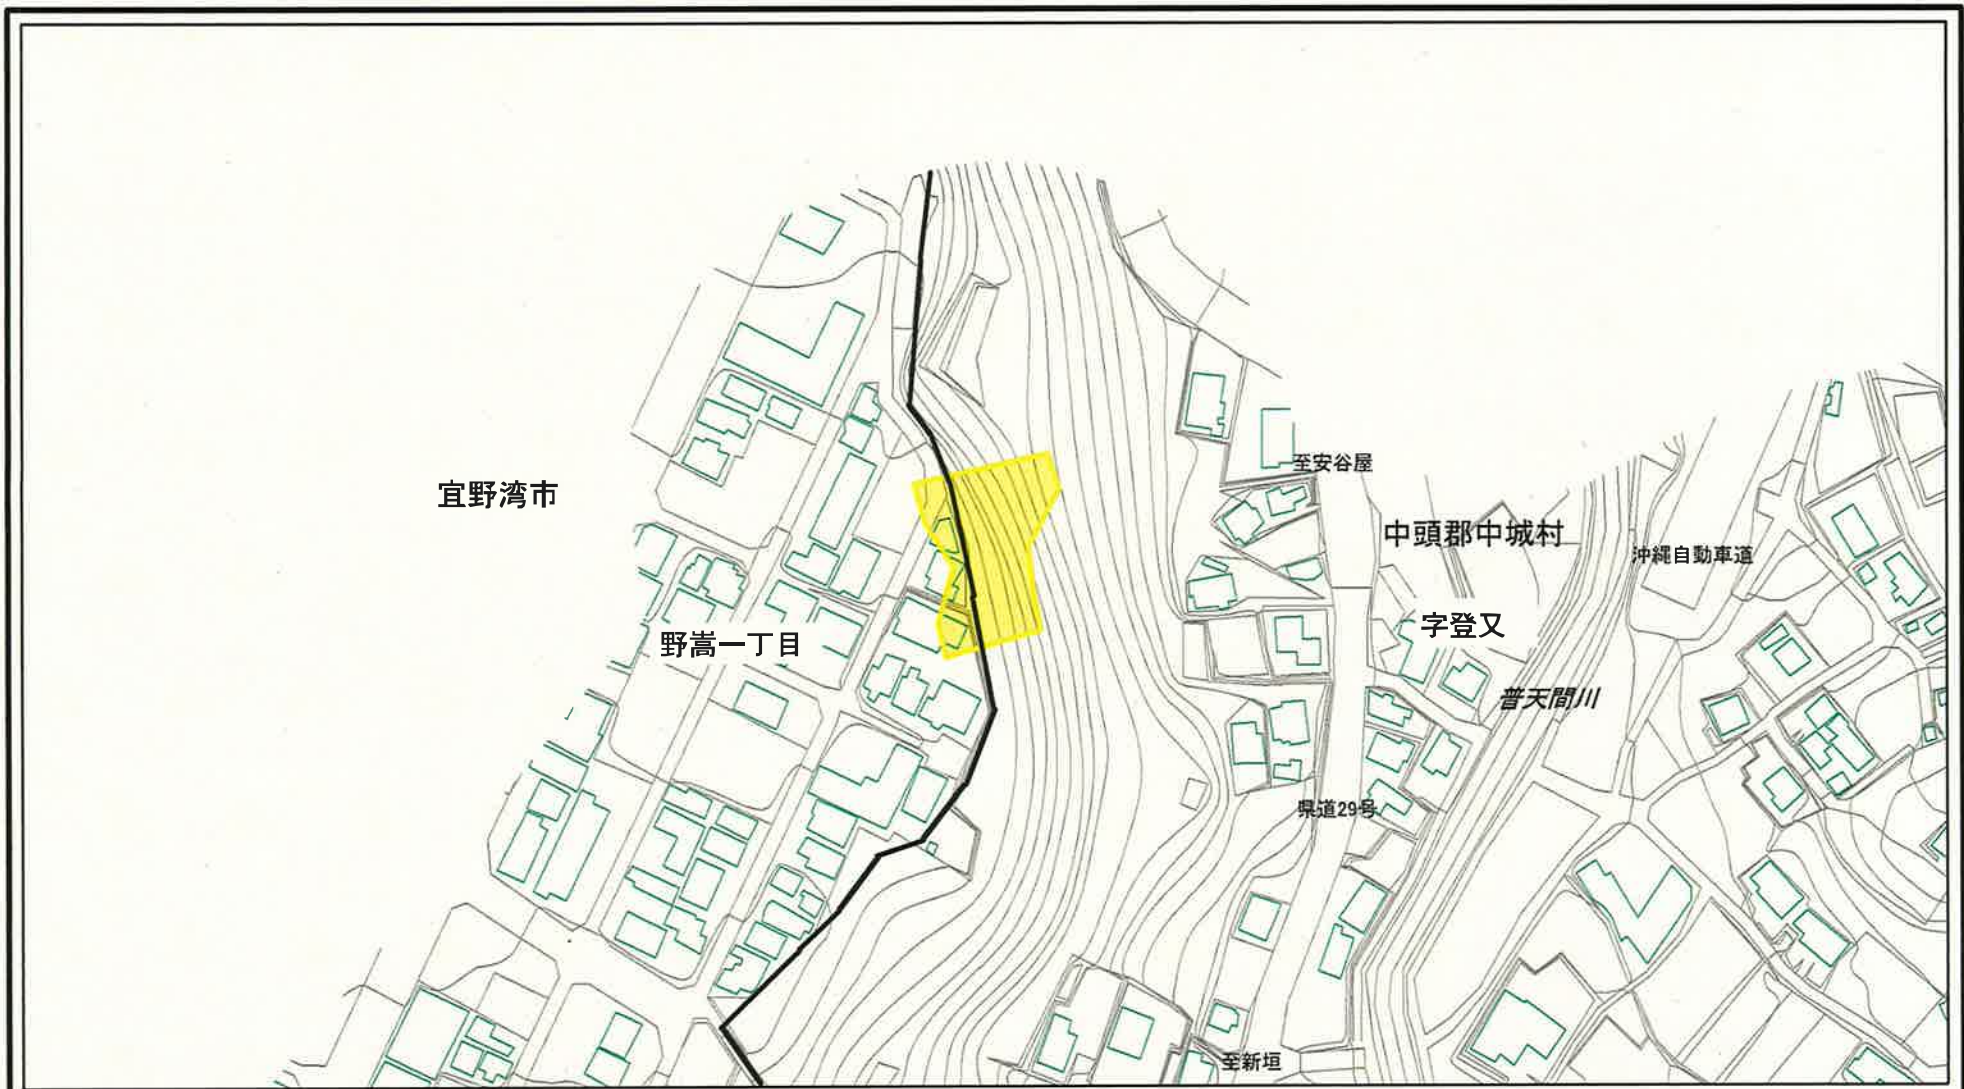 至安谷屋
宜野湾市
中頭郡中城村
沖縄自動車道
字登又
野嵩一丁目
普天間川
県道29号
至新垣